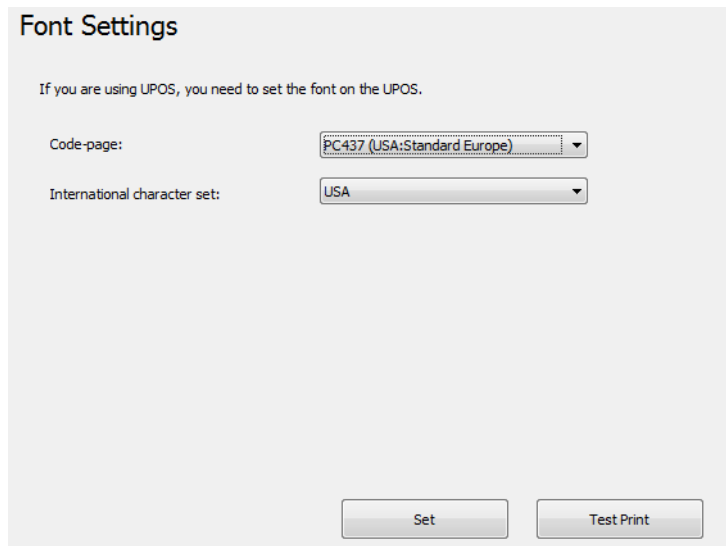 Font Settings
If you are using UPOS, you need to set the font on the UPOS.
Code-page: PC437 (USA:Standard Europe)
International character set: USA
Set Test Print